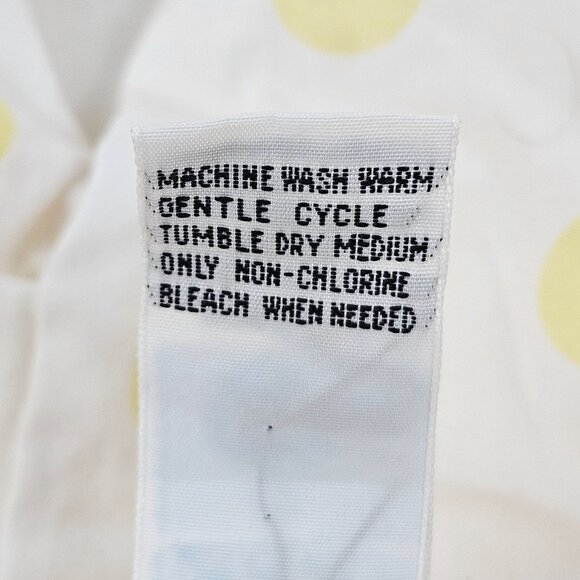 MACHINE WASH WARM
GENTLE CYCLE
TUMBLE DRY MEDIUM
ONLY NON-CHLORINE
BLEACH WHEN NEEDED